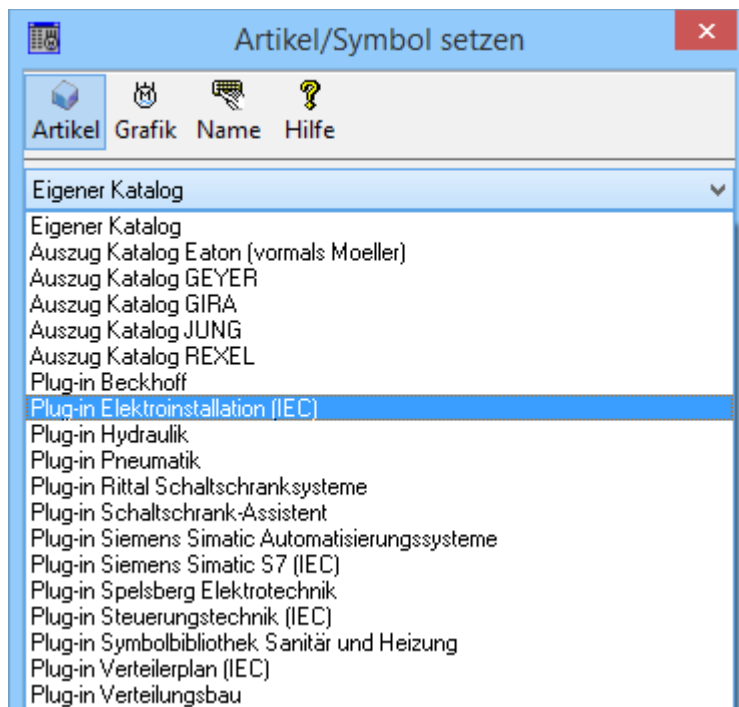 Artikel/Symbol setzen
Artikel Grafik Name Hilfe
Eigener Katalog
Eigener Katalog
Auszug Katalog Eaton (vormals Moeller)
Auszug Katalog GEYER
Auszug Katalog GIRA
Auszug Katalog JUNG
Auszug Katalog REXEL
Plug-in Beckhoff
Plug-in Elektroinstallation (IEC)
Plug-in Hydraulik
Plug-in Pneumatik
Plug-in Rittal Schaltschranksysteme
Plug-in Schaltschrank-Assistent
Plug-in Siemens Simatic Automatisierungssysteme
Plug-in Siemens Simatic S7 (IEC)
Plug-in Spelsberg Elektrotechnik
Plug-in Steuerungstechnik (IEC)
Plug-in Symbolbibliothek Sanitär und Heizung
Plug-in Verteilerplan (IEC)
Plug-in Verteilungsbau